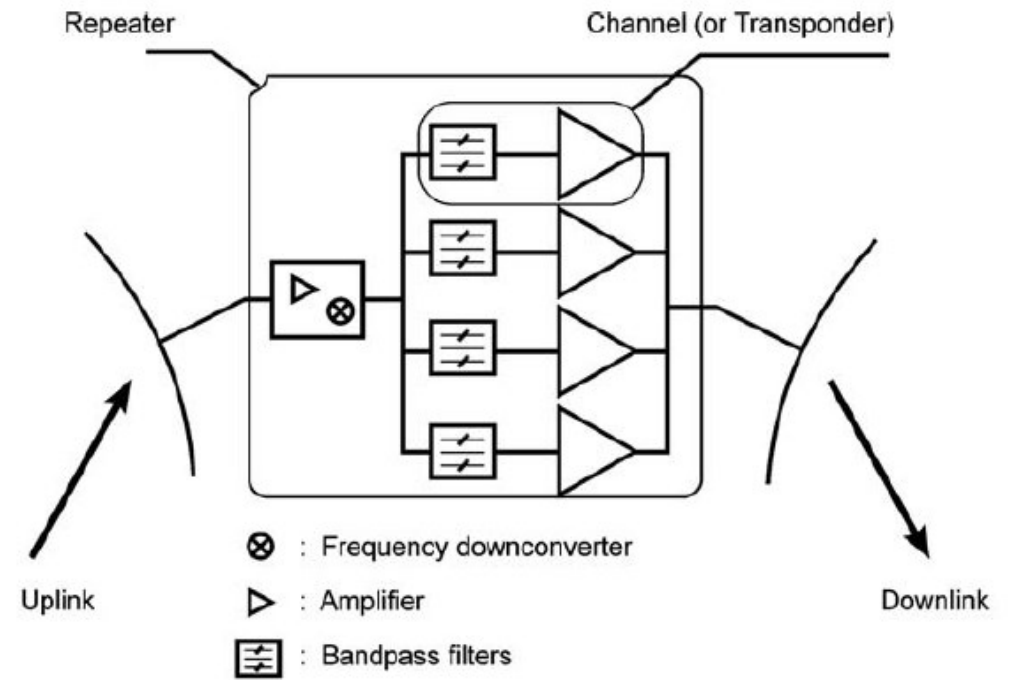 Repeater
Channel (or Transponder)
Uplink
Downlink
: Frequency downconverter
: Amplifier
: Bandpass filters